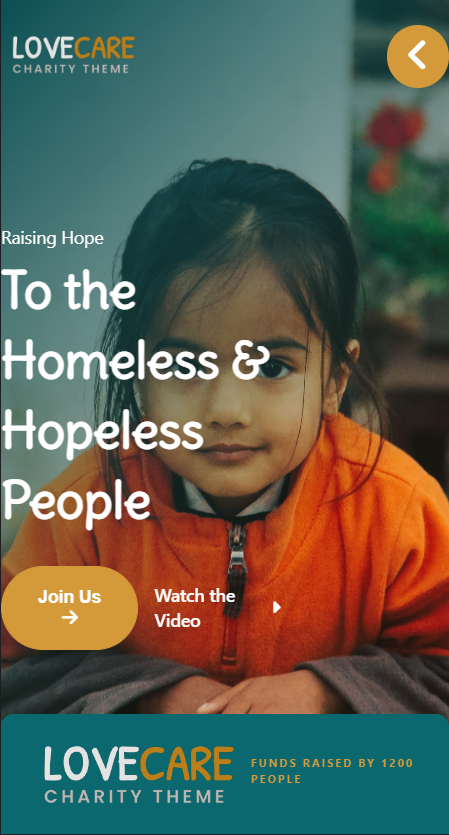 LOVECARE
CHARITY THEME
Raising Hope
To the
Homeless &
Hopeless
People
Join Us
Watch the
Video
LOVECARE
CHARITY THEME
FUNDS RAISED BY 1200
PEOPLE